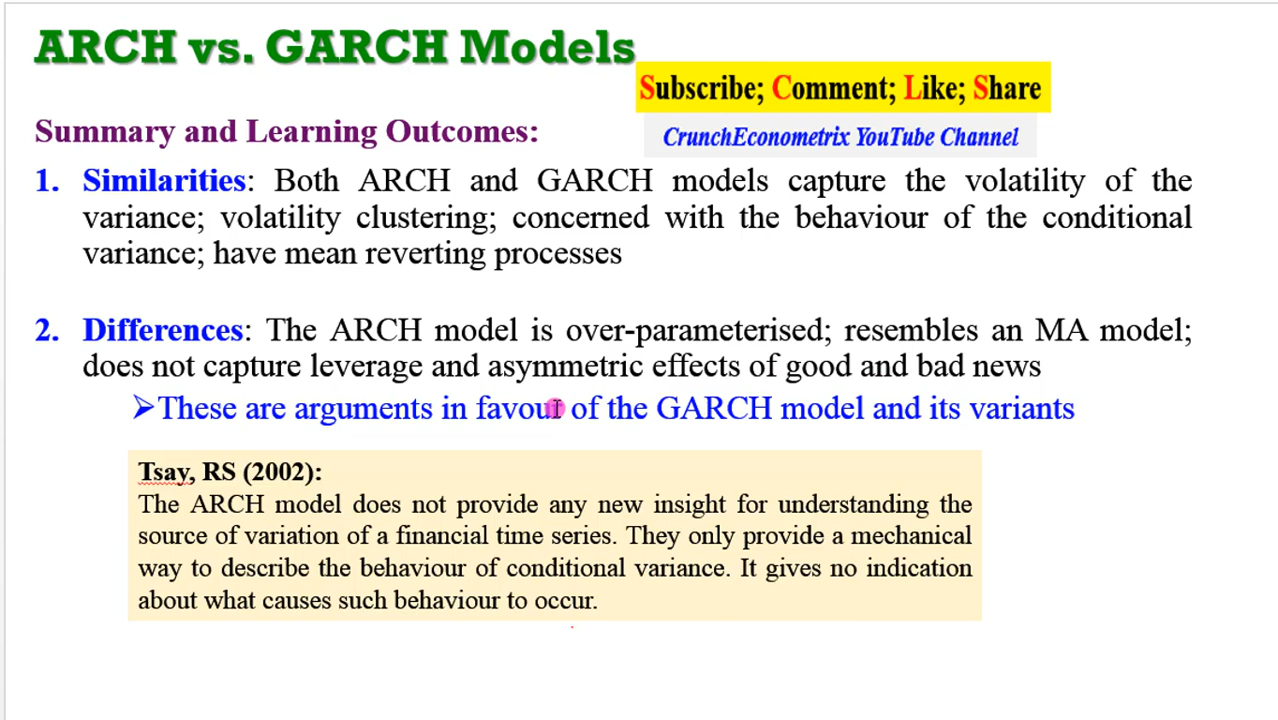 ARCH vs. GARCH Models
Subscribe; Comment; Like; Share
CrunchEconometrix YouTube Channel
Summary and Learning Outcomes:
1. Similarities: Both ARCH and GARCH models capture the volatility of the
variance; volatility clustering; concerned with the behaviour of the conditional
variance; have mean reverting processes
2. Differences: The ARCH model is over-parameterised; resembles an MA model;
does not capture leverage and asymmetric effects of good and bad news
➢These are arguments in favour of the GARCH model and its variants
Tsay, RS (2002):
The ARCH model does not provide any new insight for understanding the
source of variation of a financial time series. They only provide a mechanical
way to describe the behaviour of conditional variance. It gives no indication
about what causes such behaviour to occur.